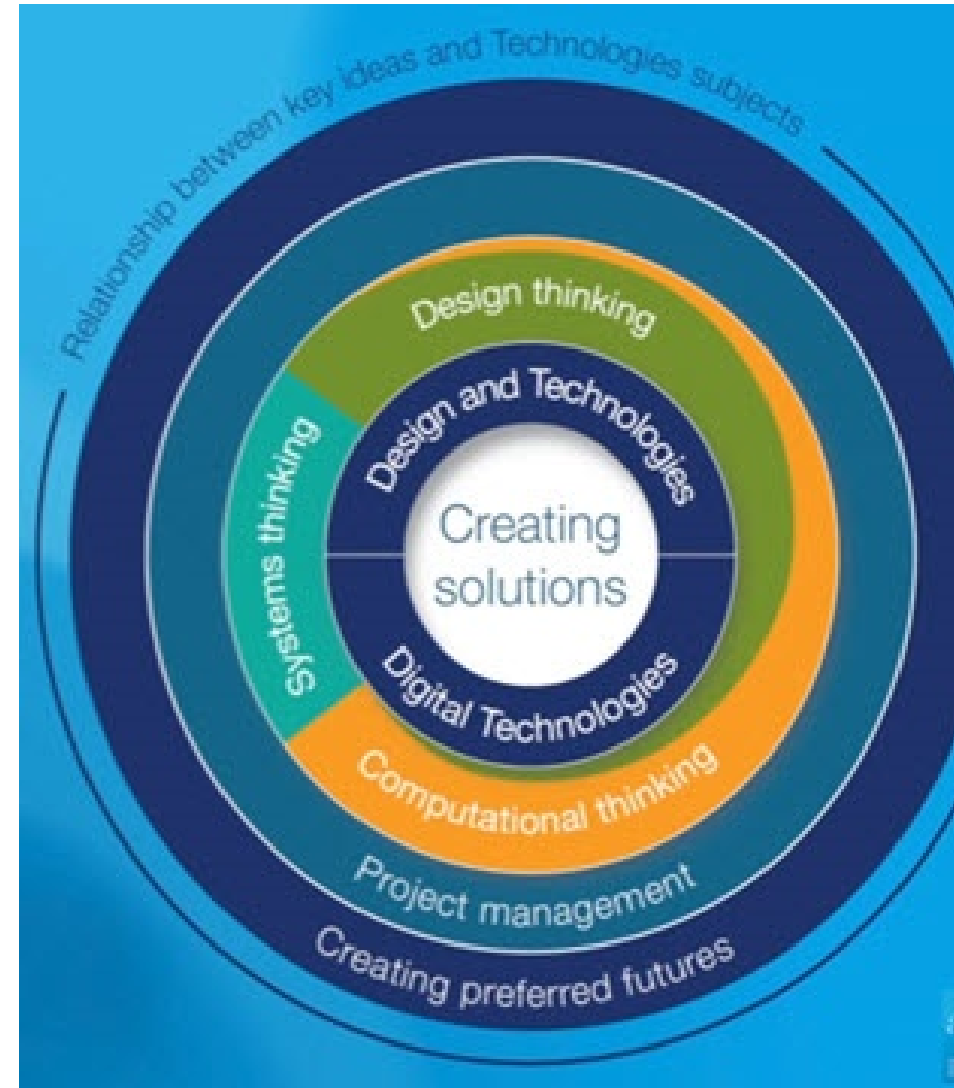 Relationship between key ideas and Technologies subjects
Design thinking
Design and Technologies
Creating
solutions
Systems thinking
Digital Technologies
Computational thinking
Project management
Creating preferred futures